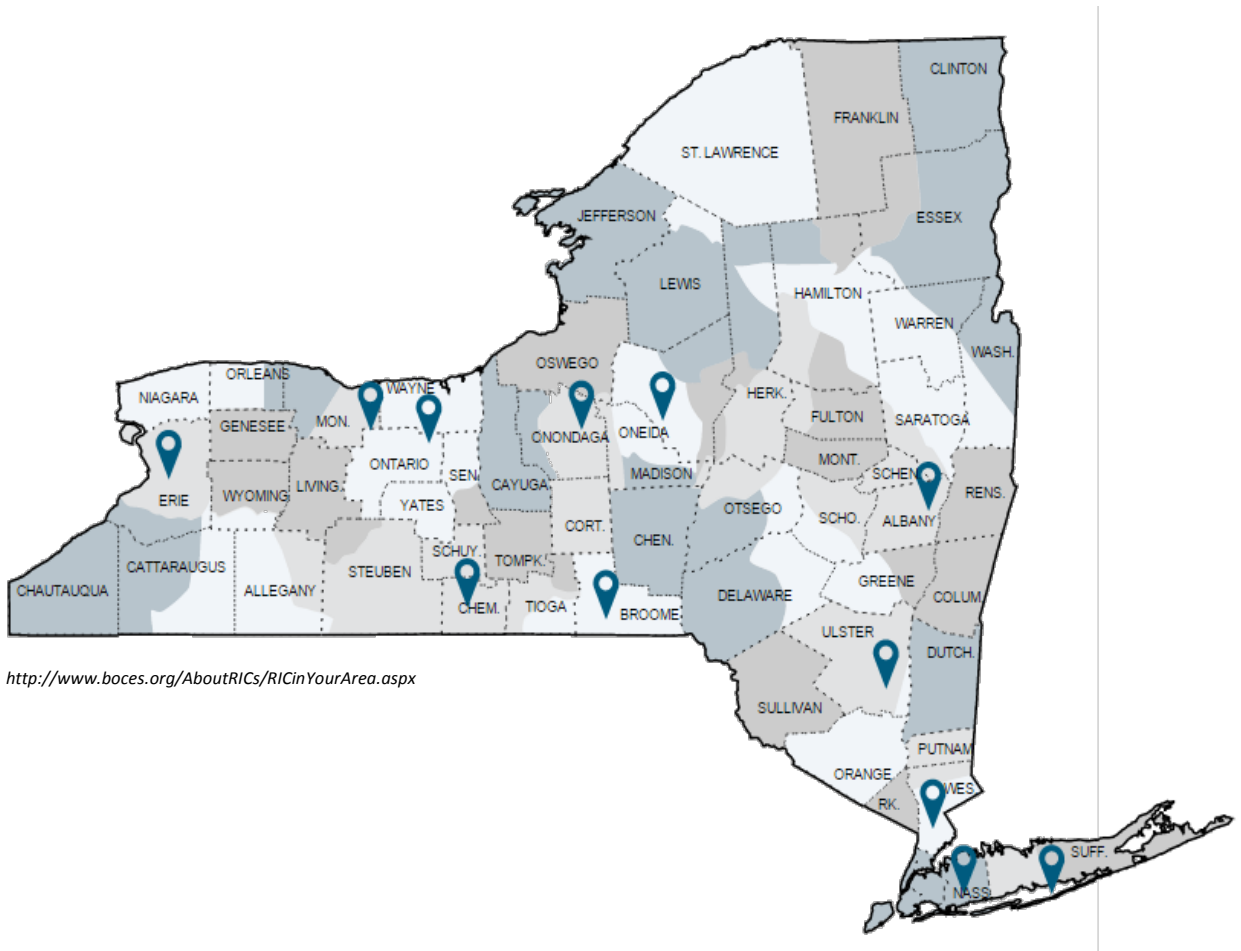 CLINTON
FRANKLIN
ST. LAWRENCE
JEFFERSON
ESSEX
LEWIS
HAMILTON
WARREN
WASH.
OSWEGO
ORLEANS
WAYNE
NIAGARA
HERK.
GENESEE
MON.
FULTON
SARATOGA
ONONDAGA
ONEIDA
MONT.
ONTARIO
SEN.
MADISON
SCHEN.
LIVING.
CAYUGA
RENS.
WYOMING
ERIE
YATES
OTSEGO
SCHO.
ALBANY
CORT.
CHEN.
SCHUY.
TOMPK.
CATTARAUGUS
STEUBEN
GREENE
CHAUTAUQUA
ALLEGANY
DELAWARE
COLUM.
CHEM.
TIOGA
BROOME
ULSTER
DUTCH.
http://www.boces.org/AboutRICs/RICinYourArea.aspx
SULLIVAN
PUTNAM
ORANGE
WES.
RK.
SUFF.
NASS.